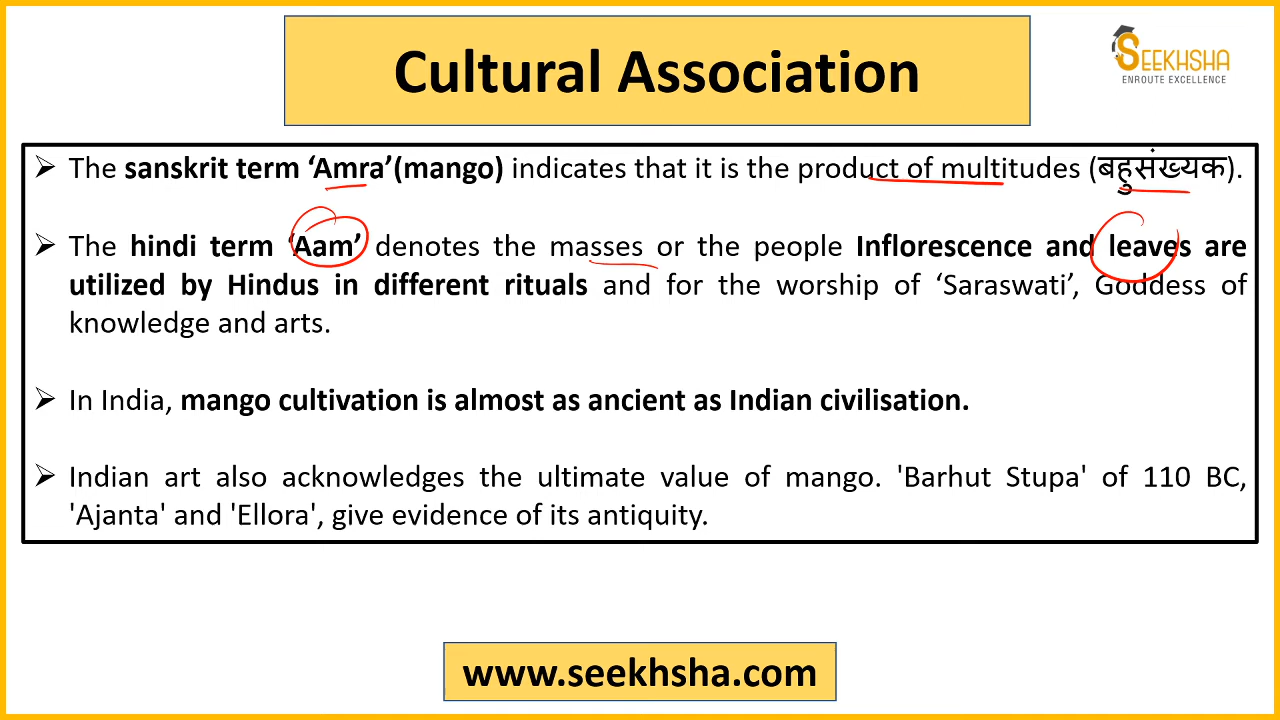 Cultural Association
SEEKHSHA
ENROUTE EXCELLENCE
➢ The sanskrit term ‘Amra’(mango) indicates that it is the product of multitudes (बहुसंख्यक).
➢ The hindi term ‘Aam’ denotes the masses or the people Inflorescence and leaves are
utilized by Hindus in different rituals and for the worship of ‘Saraswati’, Goddess of
knowledge and arts.
➢ In India, mango cultivation is almost as ancient as Indian civilisation.
➢ Indian art also acknowledges the ultimate value of mango. 'Barhut Stupa' of 110 BC,
'Ajanta' and 'Ellora', give evidence of its antiquity.
www.seekhsha.com